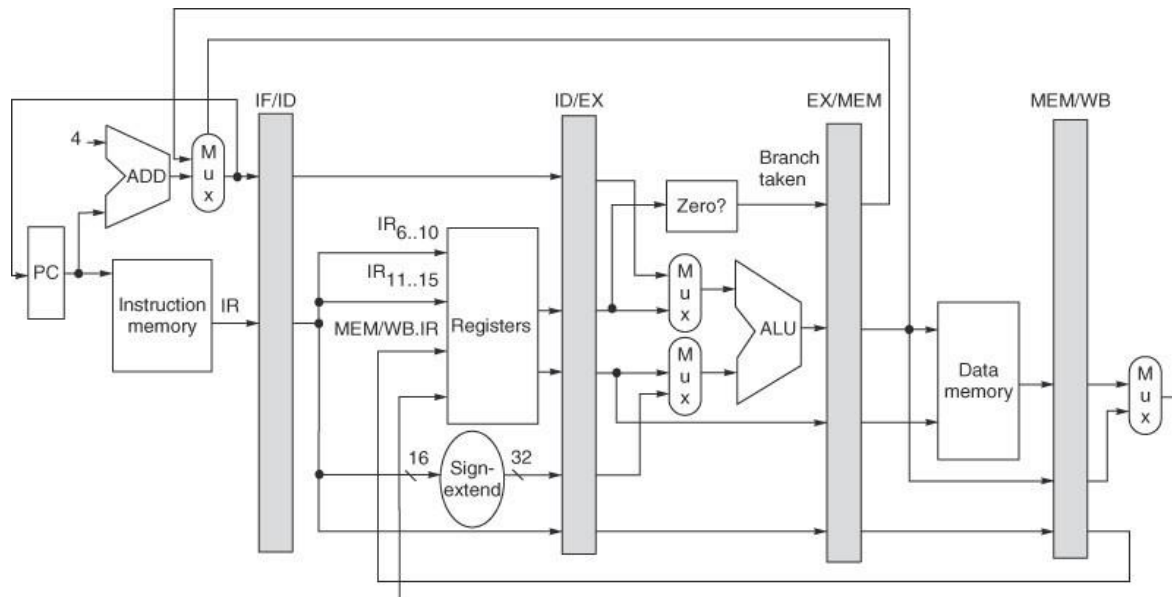 IF/ID
ID/EX
EX/MEM
MEM/WB
4
ADD
M
u
x
Branch
taken
Zero?
IR6..10
IR11..15
MEM/WB.IR
Registers
PC
Instruction
memory
IR
M
u
x
M
u
x
ALU
Data
memory
M
u
x
16
Sign-
extend
32